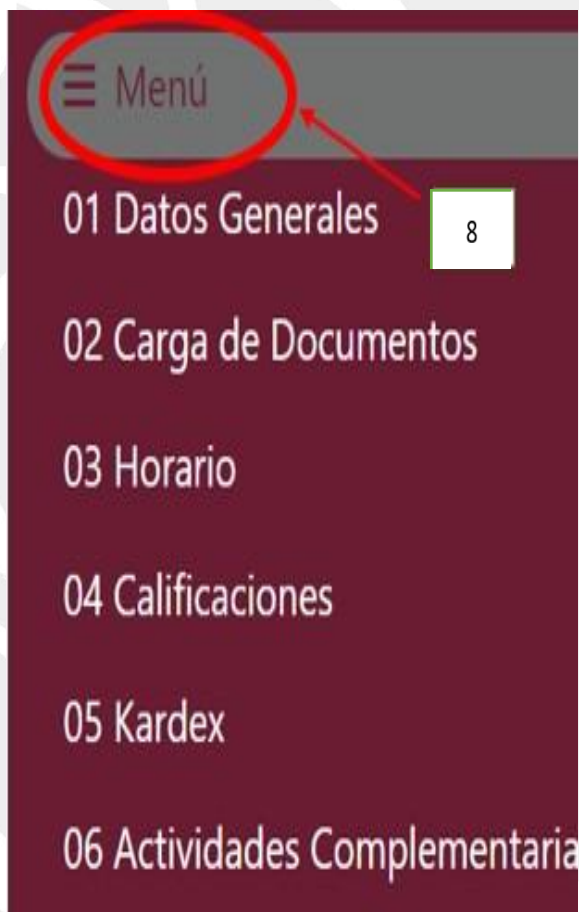 ☰ Menú
01 Datos Generales
8
02 Carga de Documentos
03 Horario
04 Calificaciones
05 Kardex
06 Actividades Complementaria